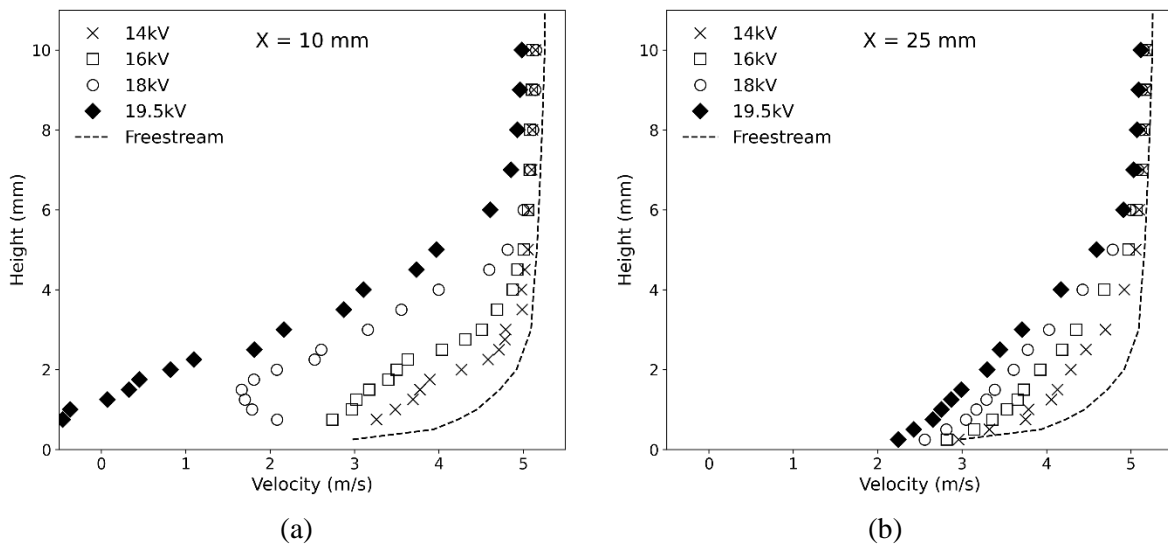 X = 10 mm
14kV
16kV
18kV
19.5kV
Freestream
Height (mm)
10
8
6
4
2
0
0 1 2 3 4 5
Velocity (m/s)
(a)
X = 25 mm
14kV
16kV
18kV
19.5kV
Freestream
Height (mm)
10
8
6
4
2
0
0 1 2 3 4 5
Velocity (m/s)
(b)